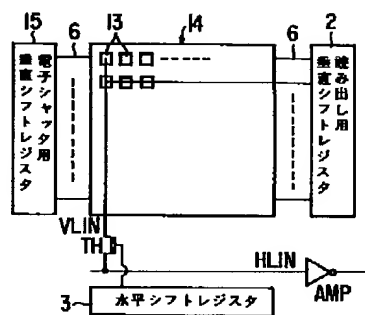 15
6
13
14
6
2
電子シャッタ用
垂直シフトレジスタ
読み出し用
垂直シフトレジスタ
VLIN
TH
HLIN
AMP
3
水平シフトレジスタ